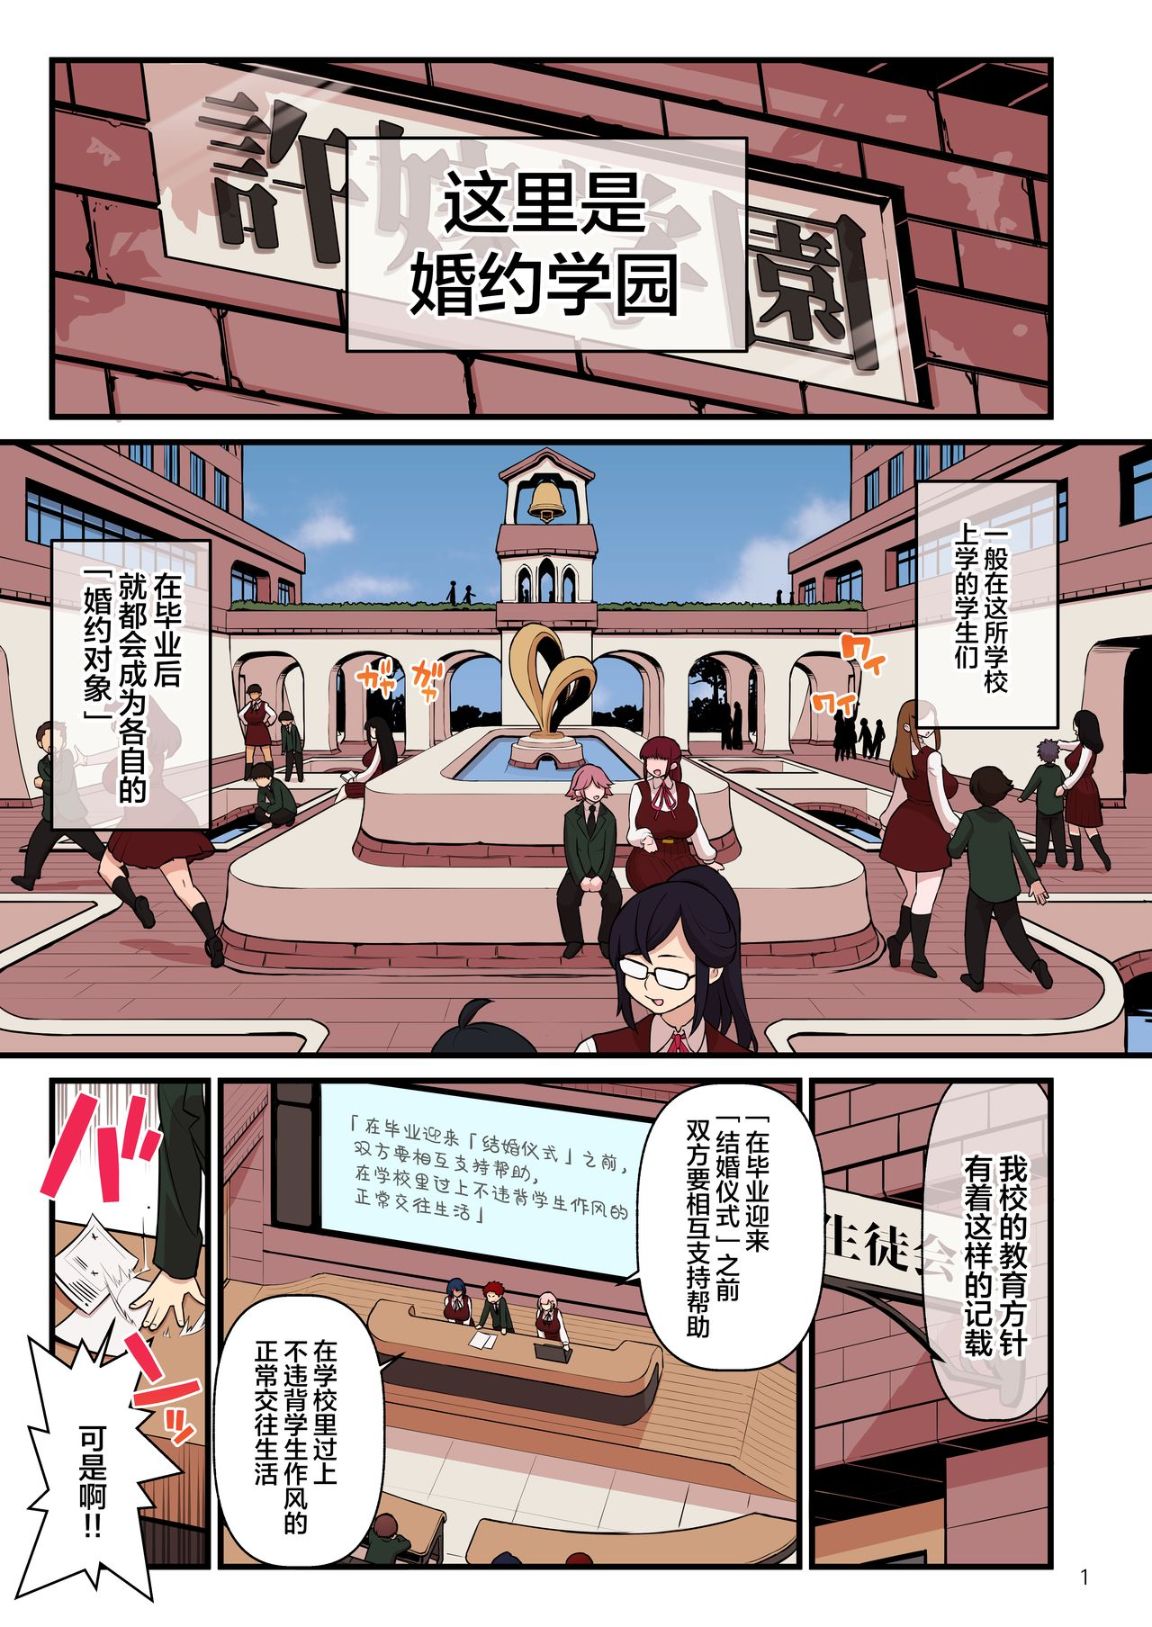 許嫁学園
这里是
婚约学园
一般在这所学校
上学的学生们
ワイ
ワイ
ガヤ
ガヤ
在毕业后
就都会成为各自的
「婚约对象」
我校的教育方针
有着这样的记载
生徒会
「在毕业迎来
「结婚仪式」之前
双方要相互支持帮助
「在毕业迎来「结婚仪式」之前,
双方要相互支持帮助,
在学校里过上不违背学生作风的
正常交往生活」
在学校里过上
不违背学生作风的
正常交往生活
バ
ン
!!
可是啊!!
1